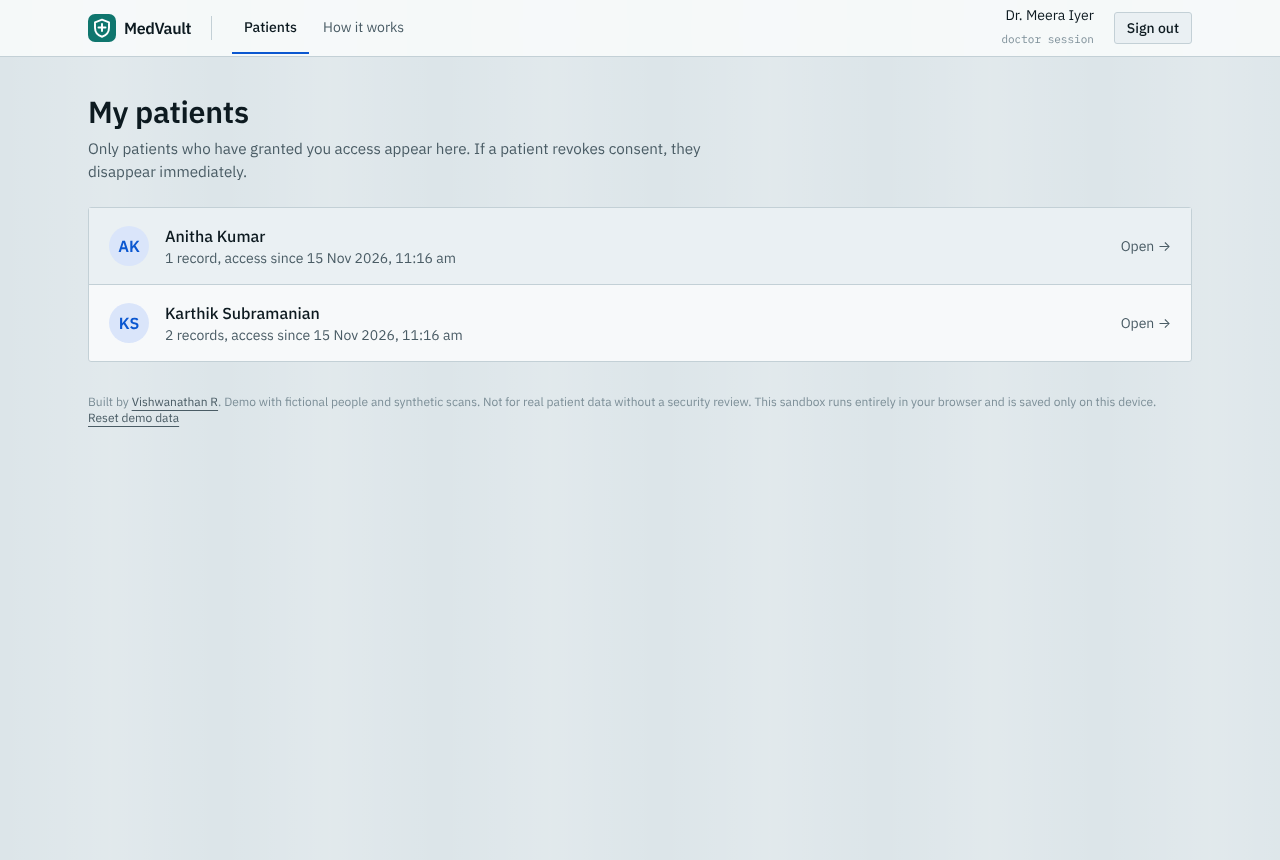 MedVault
Patients
How it works
Dr. Meera Iyer
doctor session
Sign out
My patients
Only patients who have granted you access appear here. If a patient revokes consent, they
disappear immediately.
AK
Anitha Kumar
1 record, access since 15 Nov 2026, 11:16 am
Open →
KS
Karthik Subramanian
2 records, access since 15 Nov 2026, 11:16 am
Open →
Built by Vishwanathan R. Demo with fictional people and synthetic scans. Not for real patient data without a security review. This sandbox runs entirely in your browser and is saved only on this device.
Reset demo data